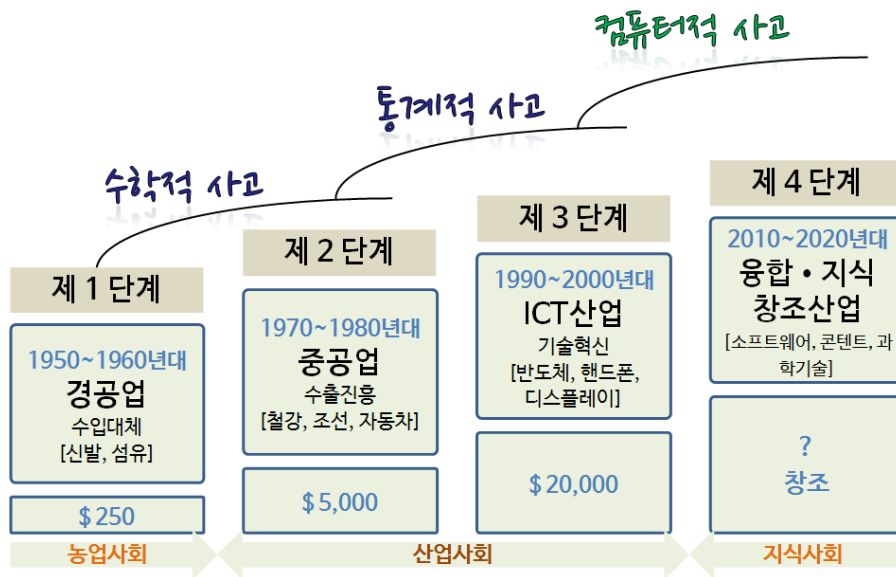 컴퓨터적 사고
통계적 사고
수학적 사고
제 1 단계
1950~1960년대
경공업
수입대체
[신발, 섬유]
$ 250
제 2 단계
1970~1980년대
중공업
수출진흥
[철강, 조선, 자동차]
$ 5,000
제 3 단계
1990~2000년대
ICT산업
기술혁신
[반도체, 핸드폰,
디스플레이]
$ 20,000
제 4 단계
2010~2020년대
융합 • 지식
창조산업
[소프트웨어, 콘텐트, 과
학기술]
?
창조
농업사회
산업사회
지식사회